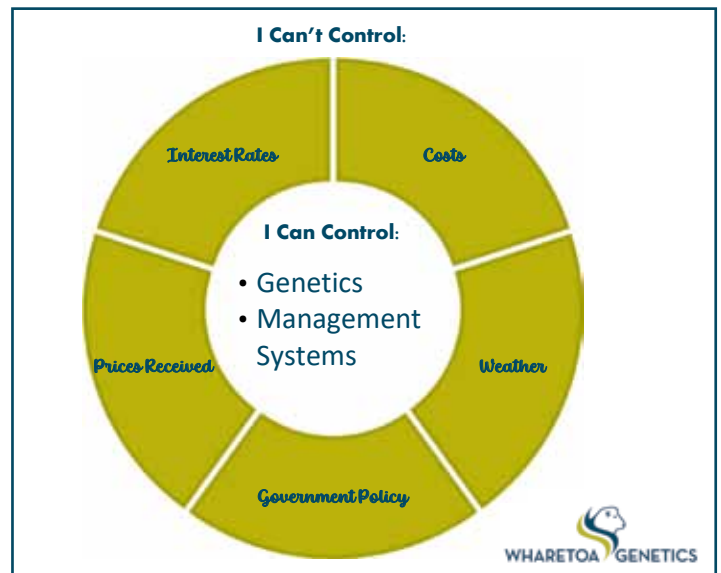 I Can't Control:
Interest Rates
Costs
I Can Control:
• Genetics
• Management
Systems
Prices Received
Weather
Government Policy
WHARETOA GENETICS